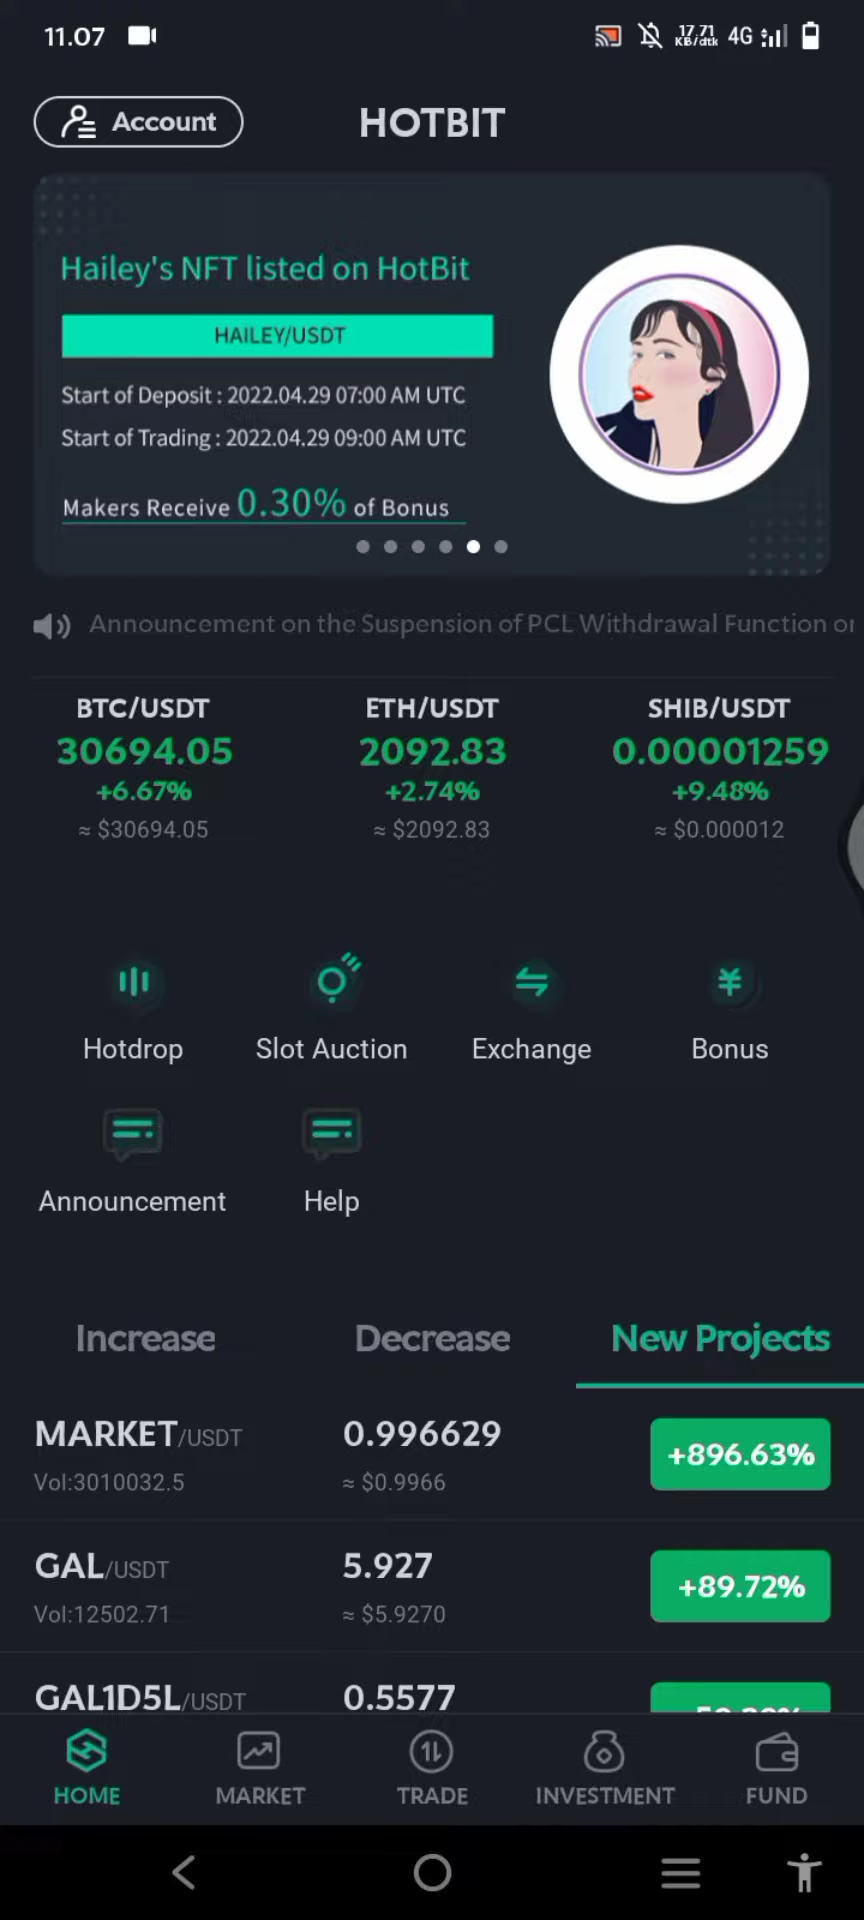 11.07
17,71
KB/dtk
4G
Account
HOTBIT
Hailey's NFT listed on HotBit
HAILEY/USDT
Start of Deposit : 2022.04.29 07:00 AM UTC
Start of Trading : 2022.04.29 09:00 AM UTC
Makers Receive 0.30% of Bonus
Announcement on the Suspension of PCL Withdrawal Function or
BTC/USDT ETH/USDT SHIB/USDT
30694.05 2092.83 0.00001259
+6.67% +2.74% +9.48%
≈ $30694.05 ≈ $2092.83 ≈ $0.000012
Hotdrop Slot Auction Exchange Bonus
Announcement Help
Increase Decrease New Projects
MARKET/USDT 0.996629 +896.63%
Vol:3010032.5 ≈ $0.9966
GAL/USDT 5.927 +89.72%
Vol:12502.71 ≈ $5.9270
GAL1D5L/USDT 0.5577
HOME MARKET TRADE INVESTMENT FUND